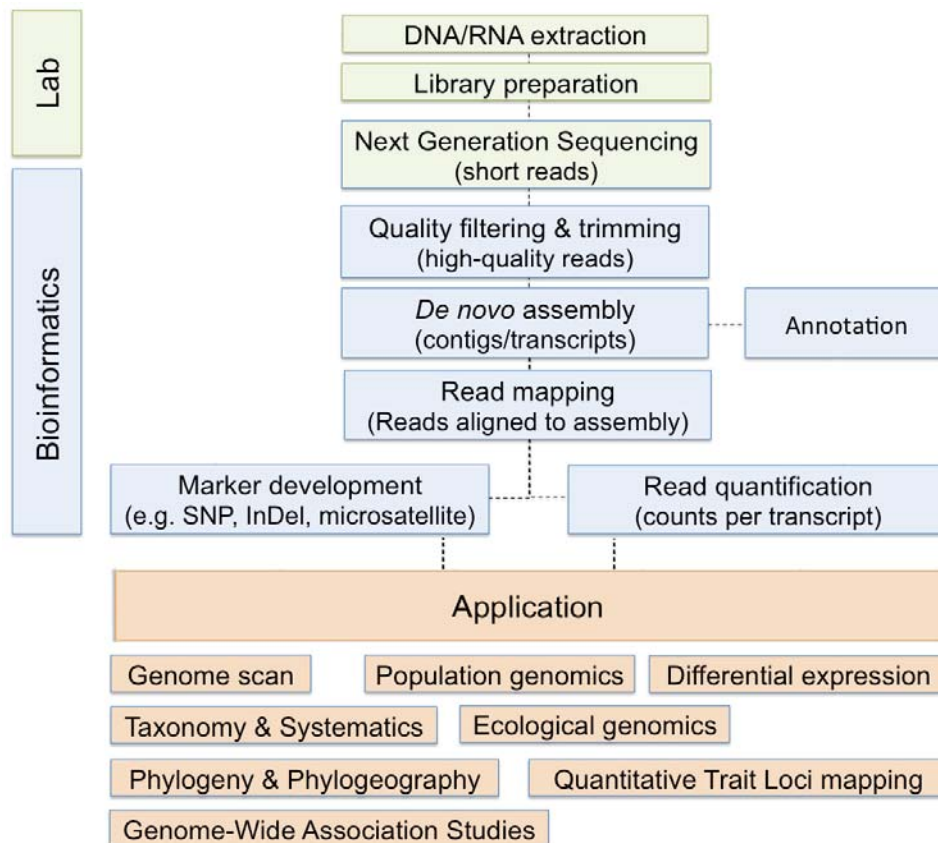 Lab
DNA/RNA extraction
Library preparation
Next Generation Sequencing
(short reads)
Bioinformatics
Quality filtering & trimming
(high-quality reads)
De novo assembly
(contigs/transcripts)
Annotation
Read mapping
(Reads aligned to assembly)
Marker development
(e.g. SNP, InDel, microsatellite)
Read quantification
(counts per transcript)
Application
Genome scan
Population genomics
Differential expression
Taxonomy & Systematics
Ecological genomics
Phylogeny & Phylogeography
Quantitative Trait Loci mapping
Genome-Wide Association Studies